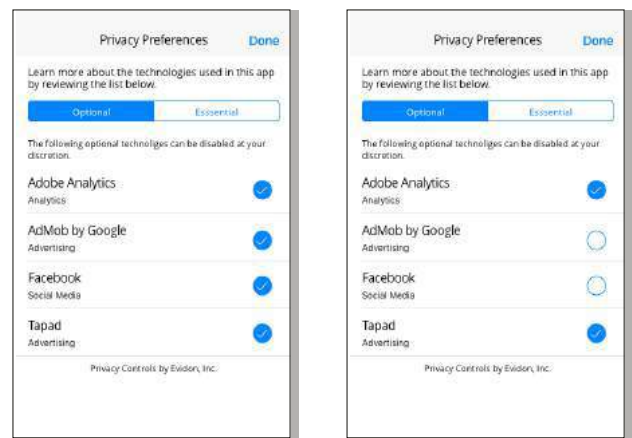 Privacy Preferences Done
Learn more about the technologies used in this app
by reviewing the list below.
Optional Esssential
The following optional technoliges can be disabled at your
discretion.
Adobe Analytics
Analytics
AdMob by Google
Advertising
Facebook
Social Media
Tapad
Advertising
Privacy Controls by Evidon, Inc.
Privacy Preferences Done
Learn more about the technologies used in this app
by reviewing the list below.
Optional Esssential
The following optional technoliges can be disabled at your
discretion.
Adobe Analytics
Analytics
AdMob by Google
Advertising
Facebook
Social Media
Tapad
Advertising
Privacy Controls by Evidon, Inc.